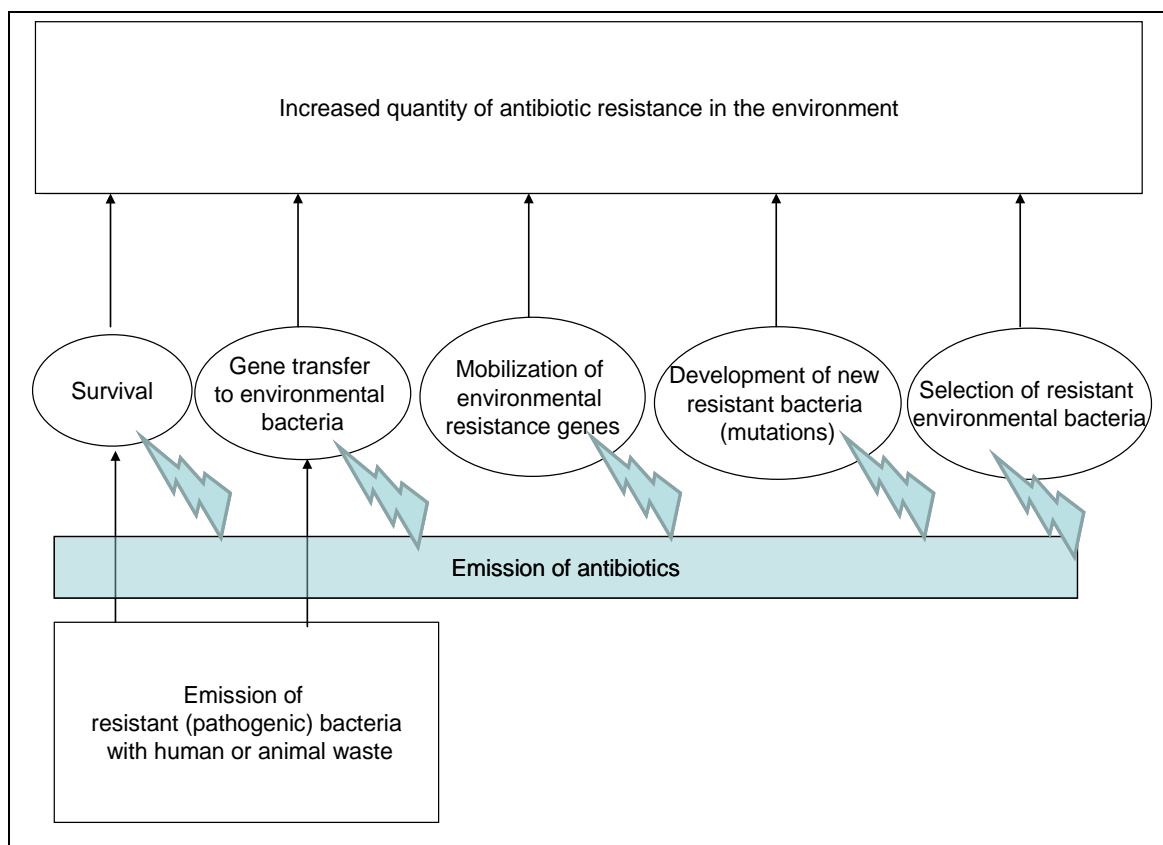 Increased quantity of antibiotic resistance in the environment
Survival
Gene transfer
to environmental
bacteria
Mobilization of
environmental
resistance genes
Development of new
resistant bacteria
(mutations)
Selection of resistant
environmental bacteria
Emission of antibiotics
Emission of
resistant (pathogenic) bacteria
with human or animal waste